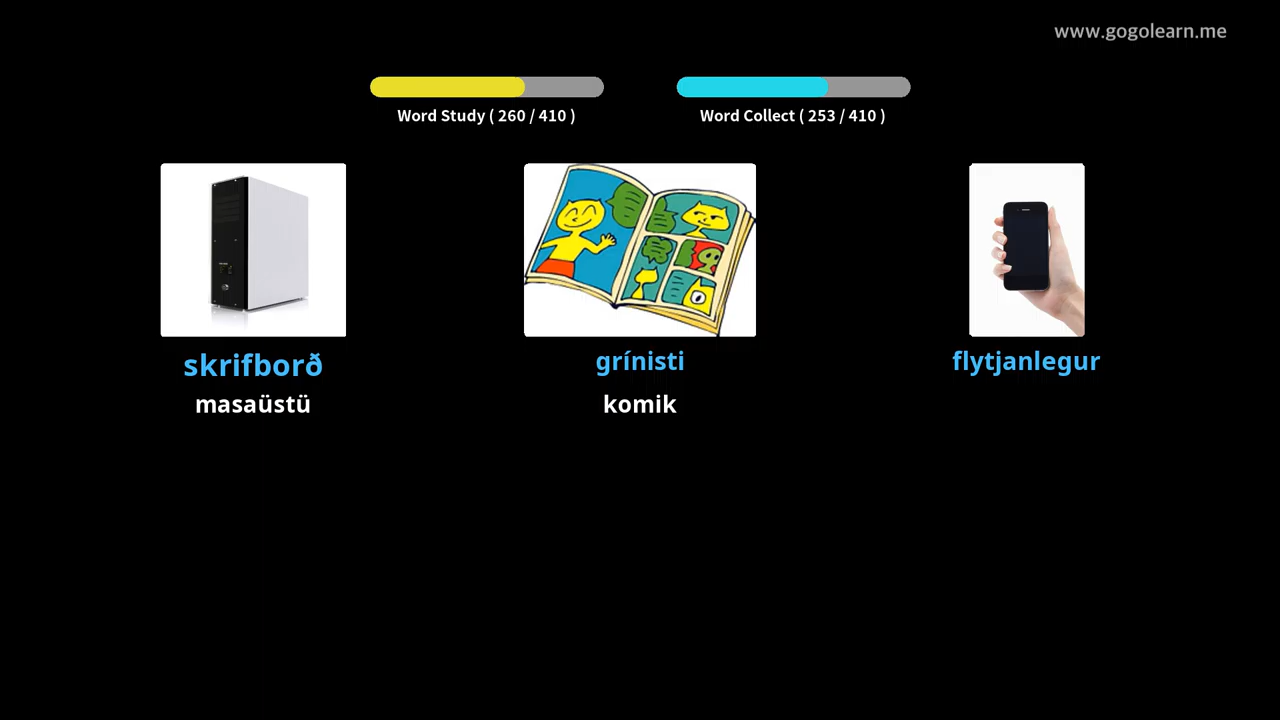 www.gogolearn.me
Word Study ( 260 / 410 )
Word Collect ( 253 / 410 )
skrifborð
grínisti
flytjanlegur
masaüstü
komik